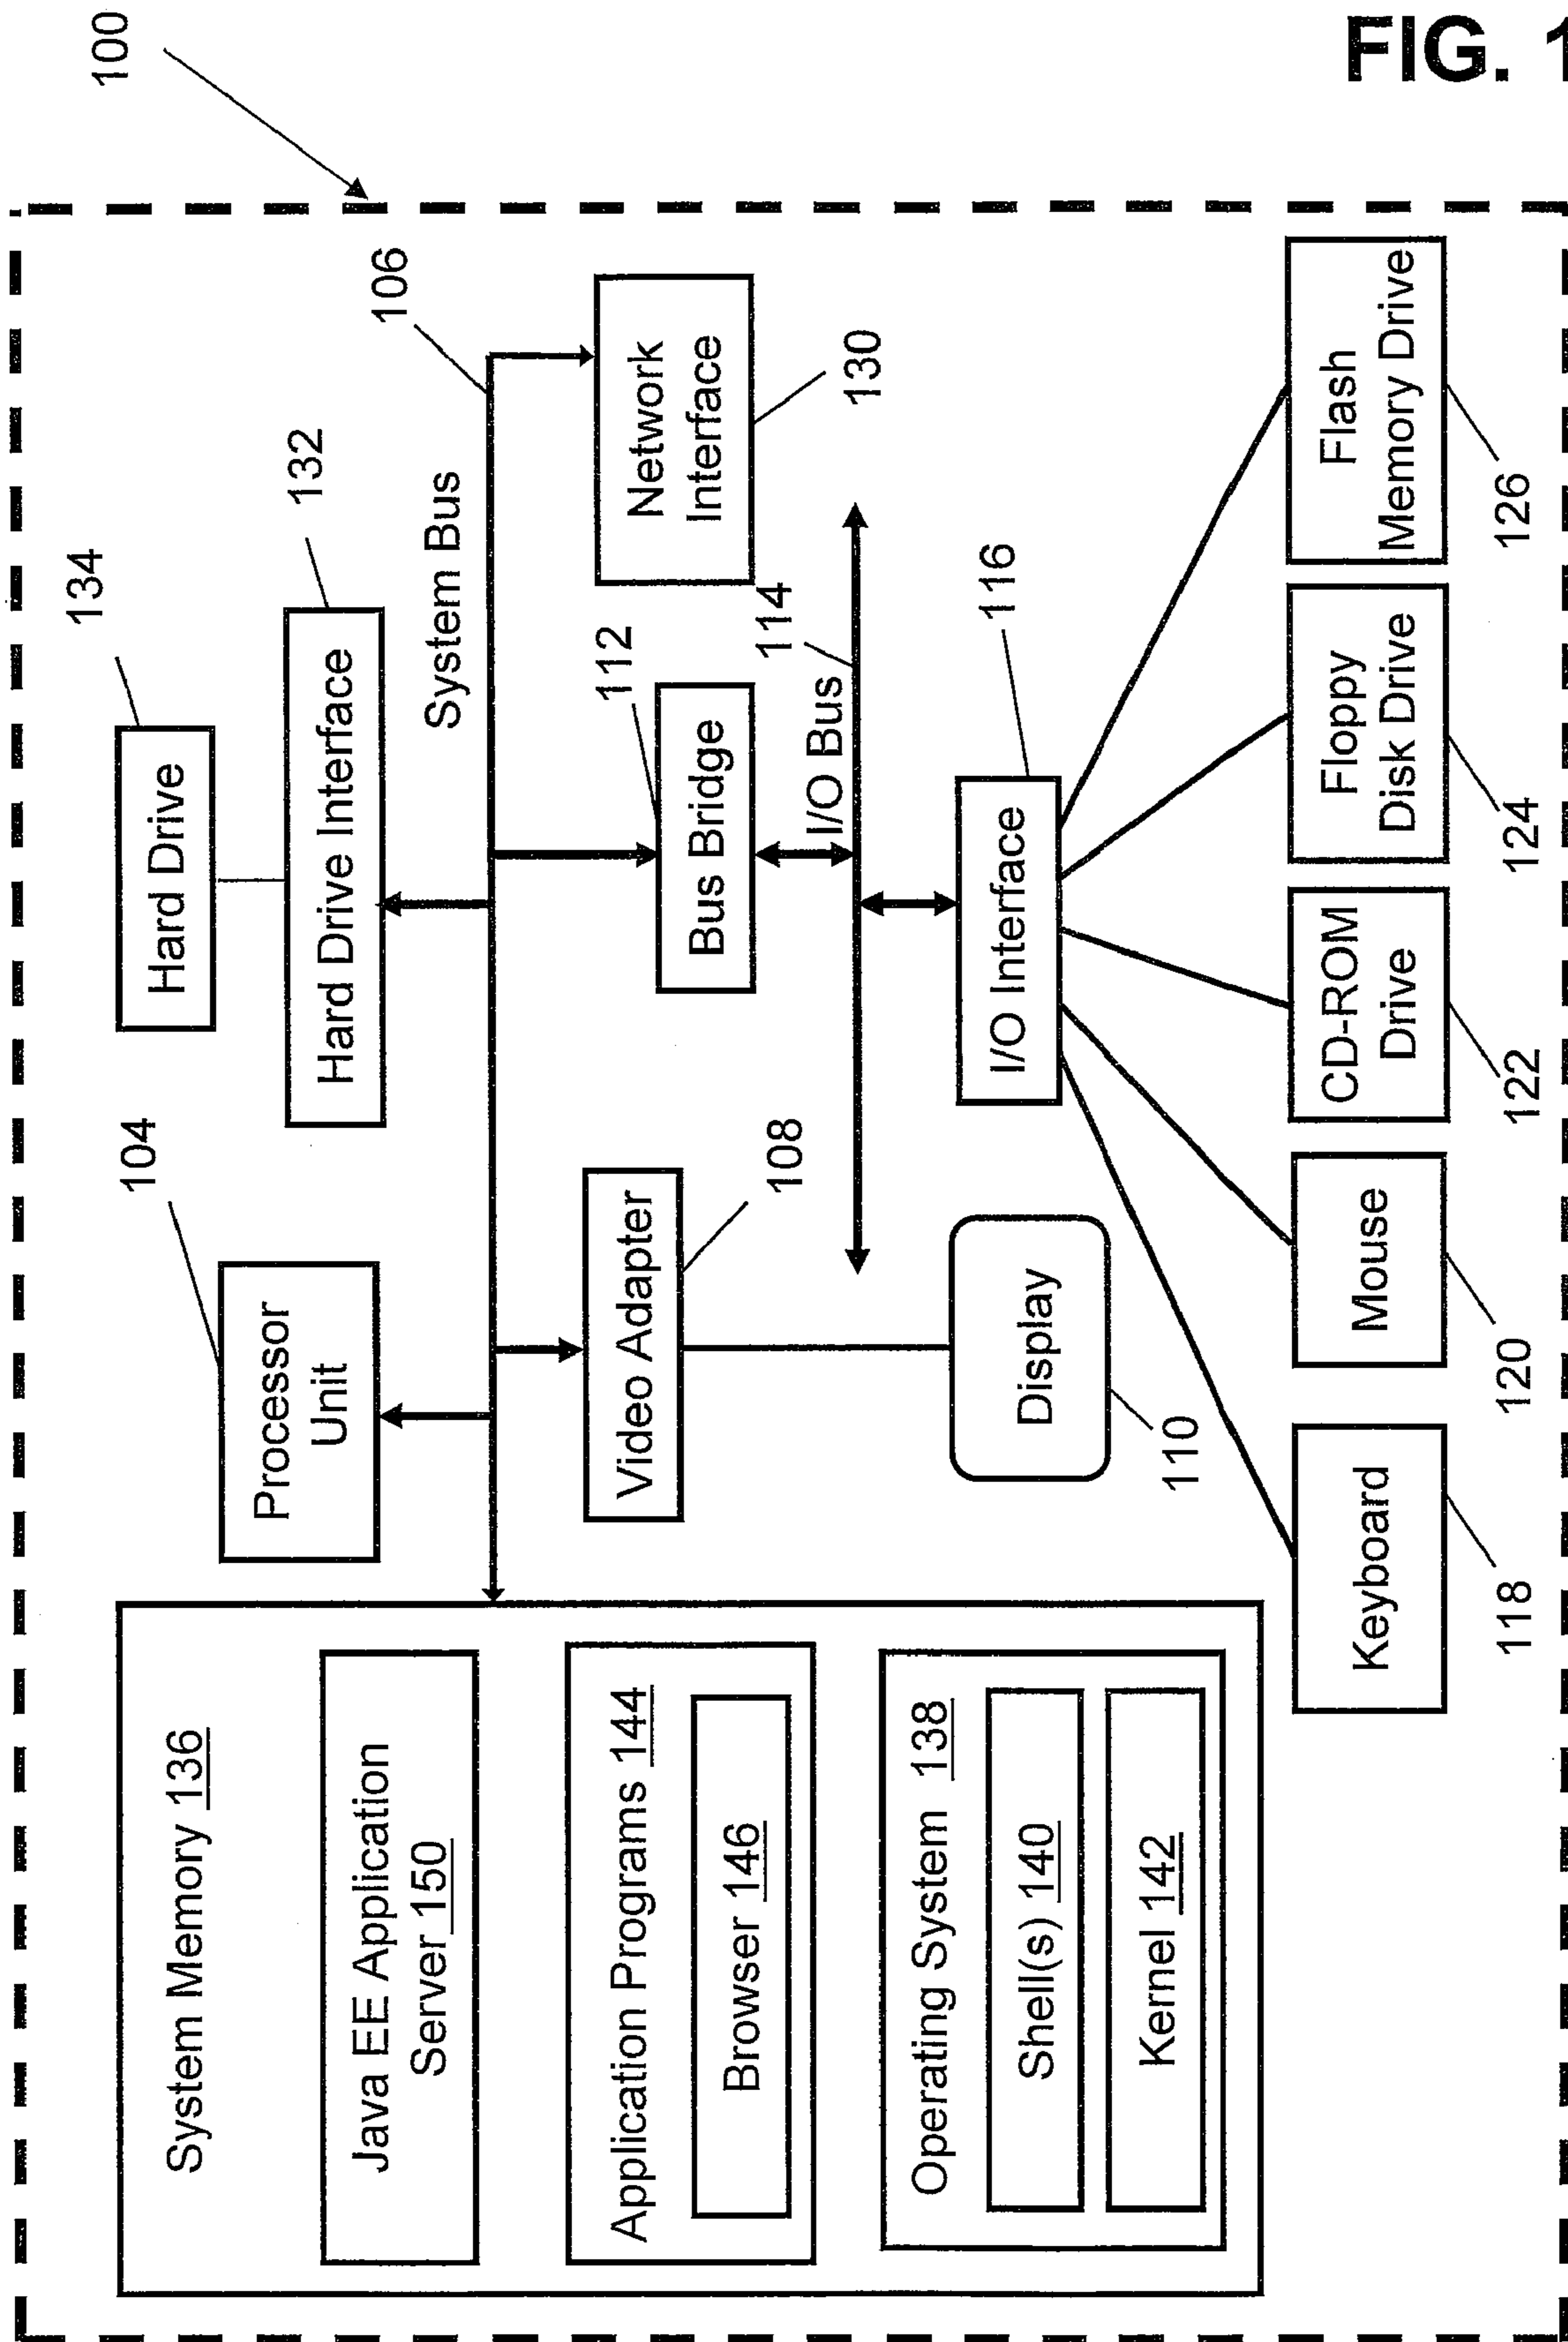 100
134
Hard Drive
132
Hard Drive Interface
104
Processor
Unit
106
System Bus
System Memory 136
Java EE Application
Server 150
Application Programs 144
Browser 146
Operating System 138
Shell(s) 140
Kernel 142
Video Adapter
108
112
Bus Bridge
Network
Interface
130
Display
110
I/O Bus
114
I/O Interface
116
Keyboard
118
Mouse
120
CD-ROM
Drive
122
Floppy
Disk Drive
124
Flash
Memory Drive
126
FIG. 1